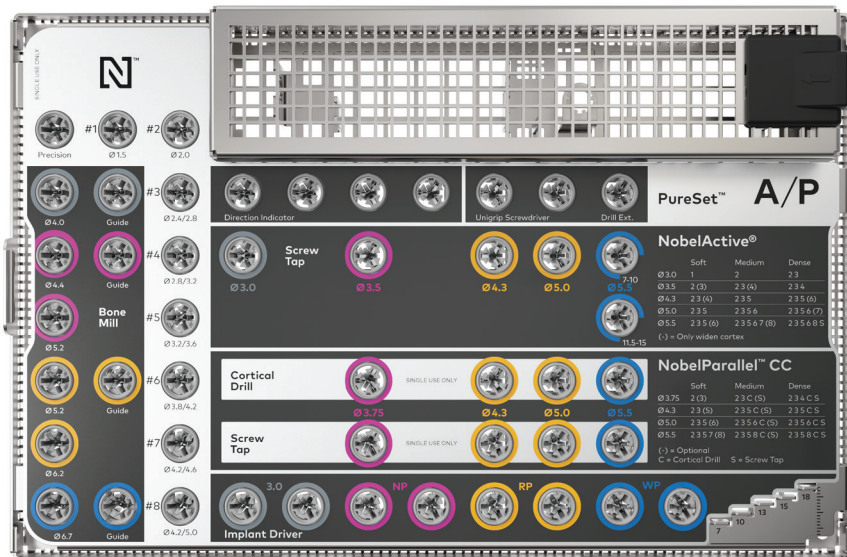 SINGLE USE ONLY
N™
Precision
#1
Ø1.5
#2
Ø2.0
Ø4.0
Guide
#3
Ø2.4/2.8
Ø4.4
Guide
#4
Ø2.8/3.2
Ø5.2
Bone
Mill
#5
Ø3.2/3.6
Ø5.2
Guide
#6
Ø3.8/4.2
Ø6.2
#7
Ø4.2/4.6
Ø6.7
Guide
#8
Ø4.2/5.0
Direction Indicator
Unigrip Screwdriver
Drill Ext.
PureSet™ A/P
Screw
Tap
Ø3.0
Ø3.5
Ø4.3
Ø5.0
7-10
Ø5.5
11.5-15
NobelActive®
Soft Medium Dense
Ø3.0 1 2 2 3
Ø3.5 2 (3) 2 3 (4) 2 3 4
Ø4.3 2 3 (4) 2 3 5 2 3 5 (6)
Ø5.0 2 3 5 2 3 5 6 2 3 5 6 (7)
Ø5.5 2 3 5 (6) 2 3 5 6 7 (8) 2 3 5 6 8 S
(-) = Only widen cortex
Cortical
Drill
SINGLE USE ONLY
Ø3.75
Ø4.3
Ø5.0
Ø5.5
Screw
Tap
SINGLE USE ONLY
NobelParallel™ CC
Soft Medium Dense
Ø3.75 2 (3) 2 3 C (S) 2 3 4 C S
Ø4.3 2 3 (5) 2 3 5 C (S) 2 3 5 C S
Ø5.0 2 3 5 (6) 2 3 5 6 C (S) 2 3 5 6 C S
Ø5.5 2 3 5 7 (8) 2 3 5 8 C (S) 2 3 5 8 C S
(-) = Optional
C = Cortical Drill S = Screw Tap
3.0
NP
RP
WP
Implant Driver
7
10
13
15
18